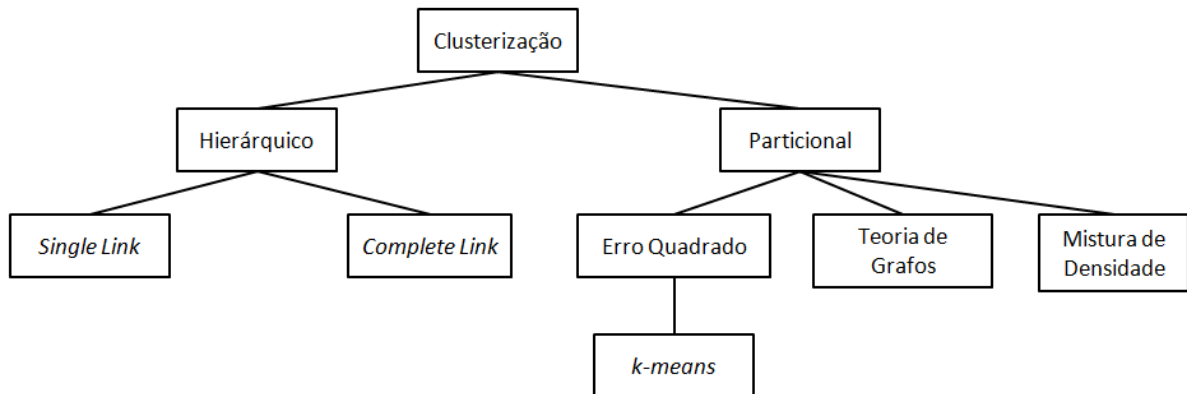 Clusterização
Hierárquico
Particional
Single Link
Complete Link
Erro Quadrado
Teoria de
Grafos
Mistura de
Densidade
k-means